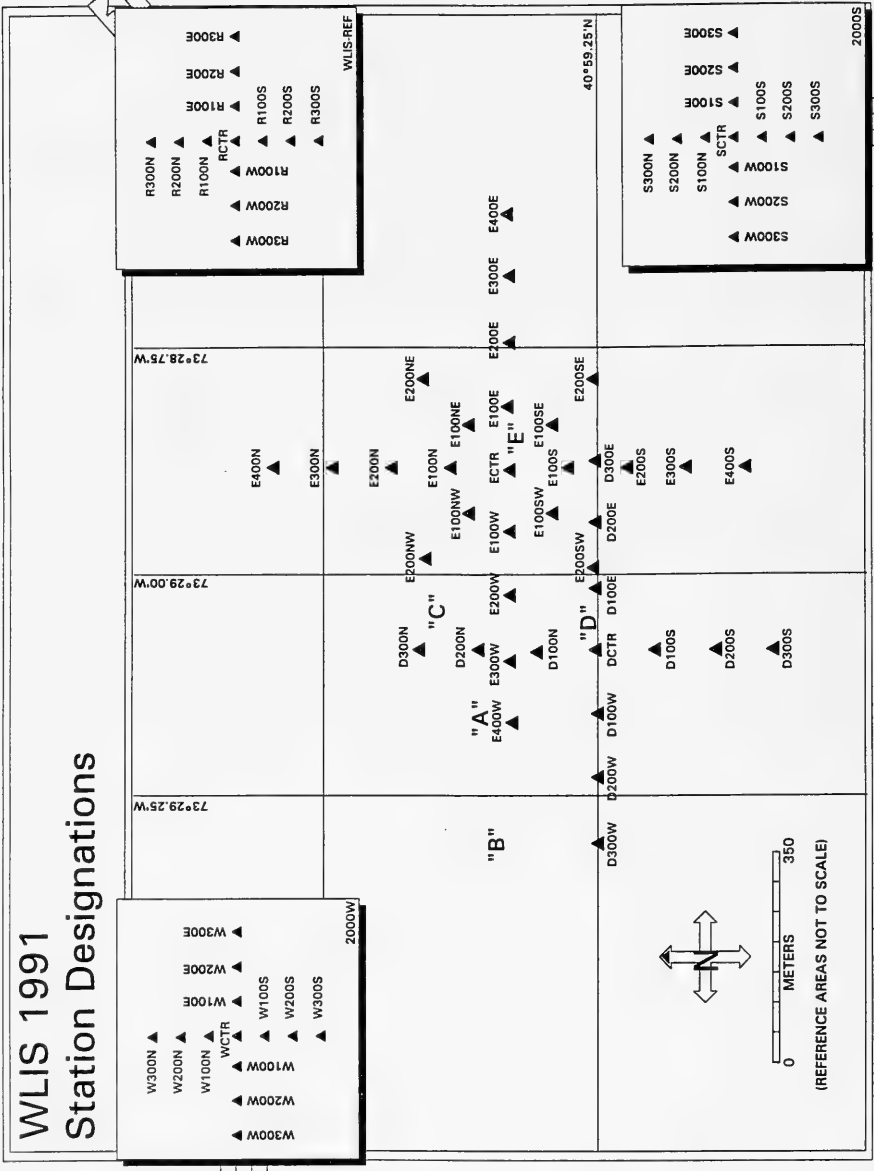 WLIS 1991
Station Designations
W300N
W200N
W100N
WCTR
W100S
W200S
W300S
W300W
W200W
W100W
W100E
W200E
W300E
2000W
R300N
R200N
R100N
RCTR
R100S
R200S
R300S
R300W
R200W
R100W
R100E
R200E
R300E
WLIS-REF
73°29.25'W
73°29.00'W
73°28.75'W
E400N
E300N
E200N
E100N
E200NW
E200NE
E100NW
E100NE
D300N
"C"
D200N
"A"
"B"
E400W
E300W
E200W
E100W
ECTR
"E"
E100E
E200E
E300E
E400E
D100N
E100SW
E100S
E100SE
E200SW
E200SE
"D"
40°59.25'N
D300W
D200W
D100W
DCTR
D100E
D200E
D300E
E200S
E300S
E400S
D100S
D200S
D300S
S300N
S200N
S100N
SCTR
S100S
S200S
S300S
S300W
S200W
S100W
S100E
S200E
S300E
2000S
N
0 METERS 350
(REFERENCE AREAS NOT TO SCALE)